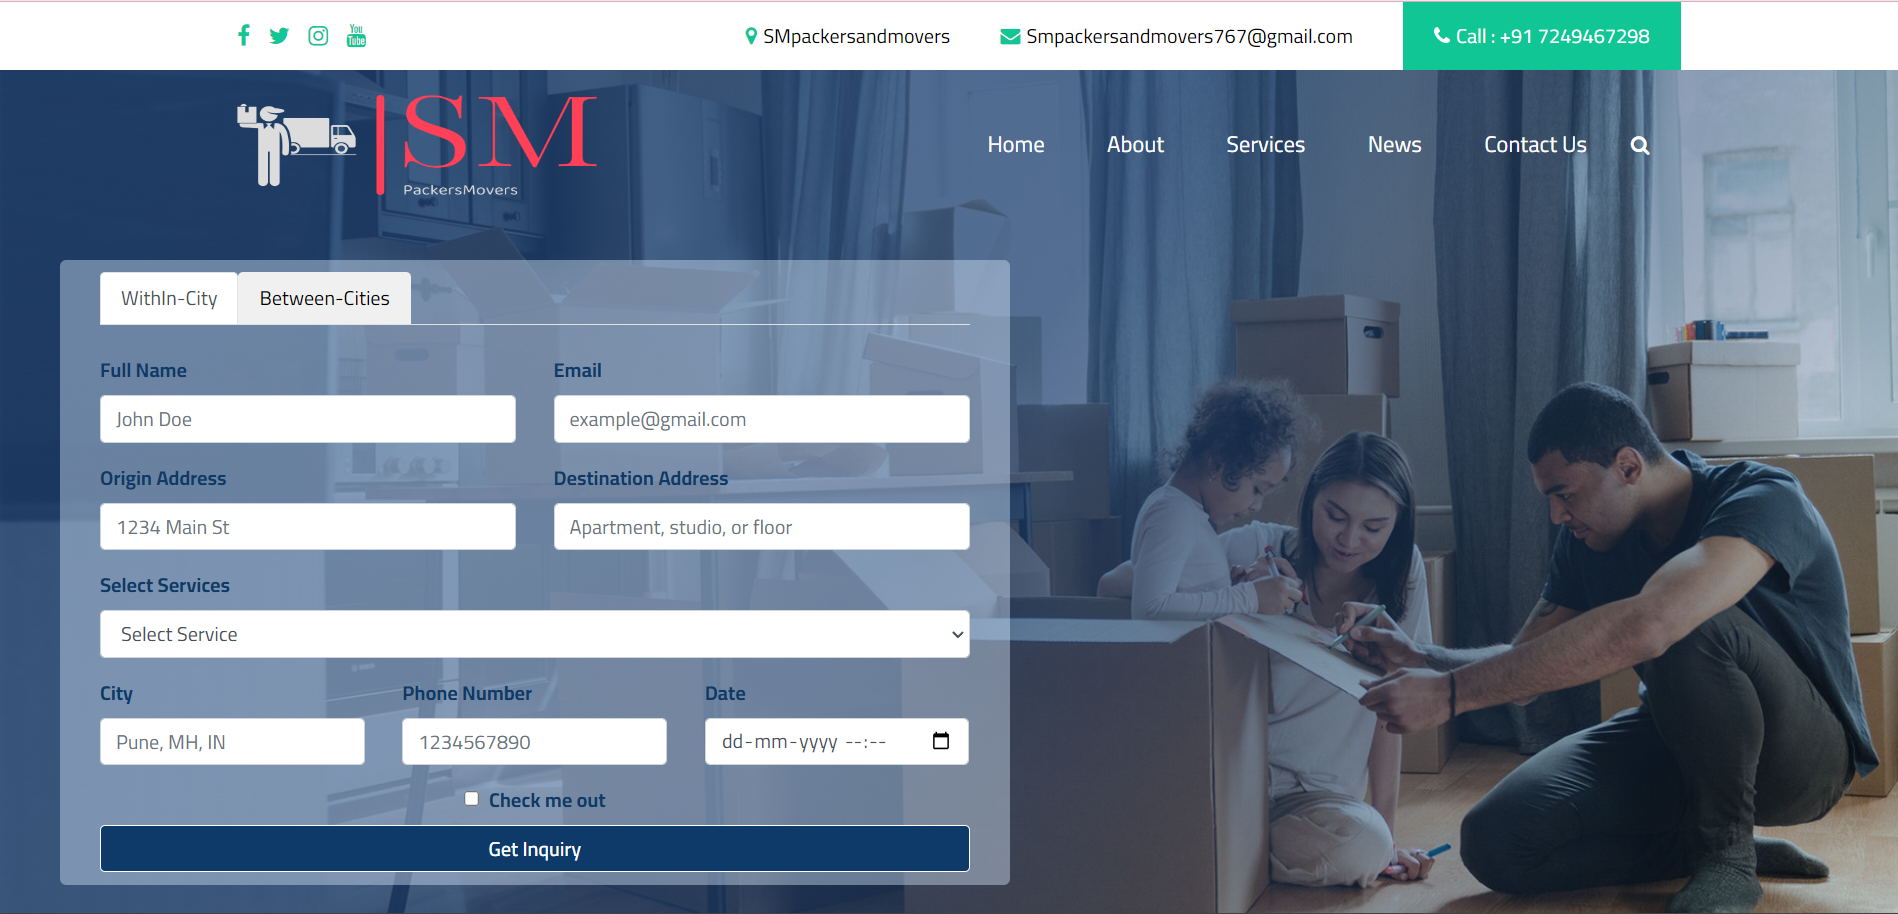 You Tube
SMpackersandmovers
Smpackersandmovers767@gmail.com
Call : +91 7249467298
SM
PackersMovers
Home
About
Services
News
Contact Us
WithIn-City
Between-Cities
Full Name
Email
John Doe
example@gmail.com
Origin Address
Destination Address
1234 Main St
Apartment, studio, or floor
Select Services
Select Service
City
Phone Number
Date
Pune, MH, IN
1234567890
dd-mm-yyyy --:--
Check me out
Get Inquiry